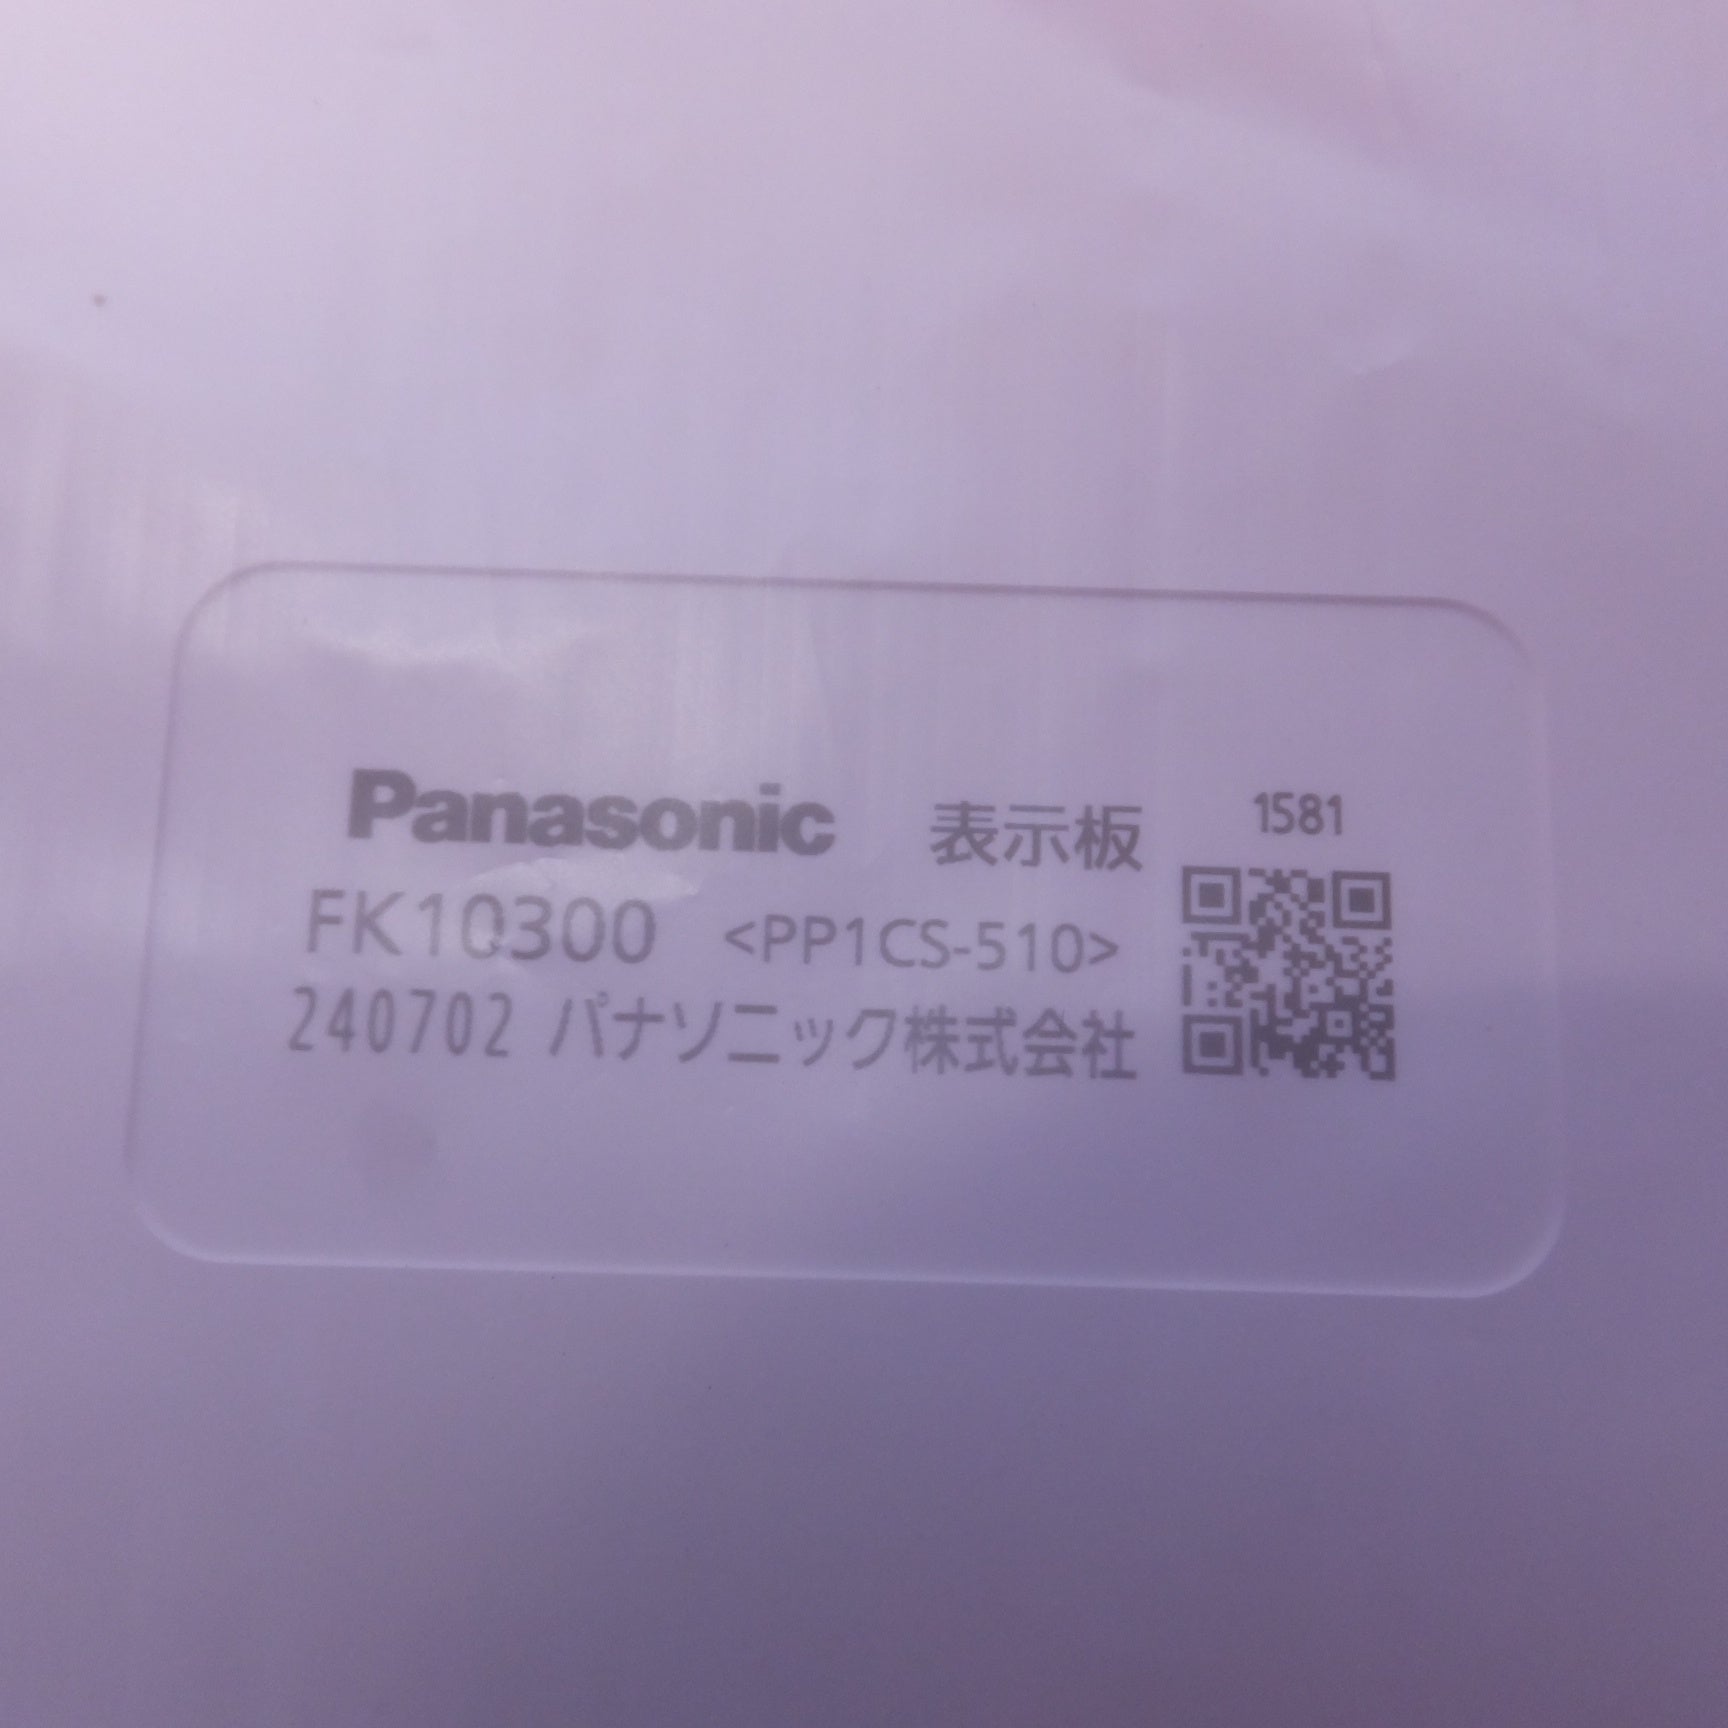 Panasonic 表示板 1581
FK10300 <PP1CS-510>
240702 パナソニック株式会社